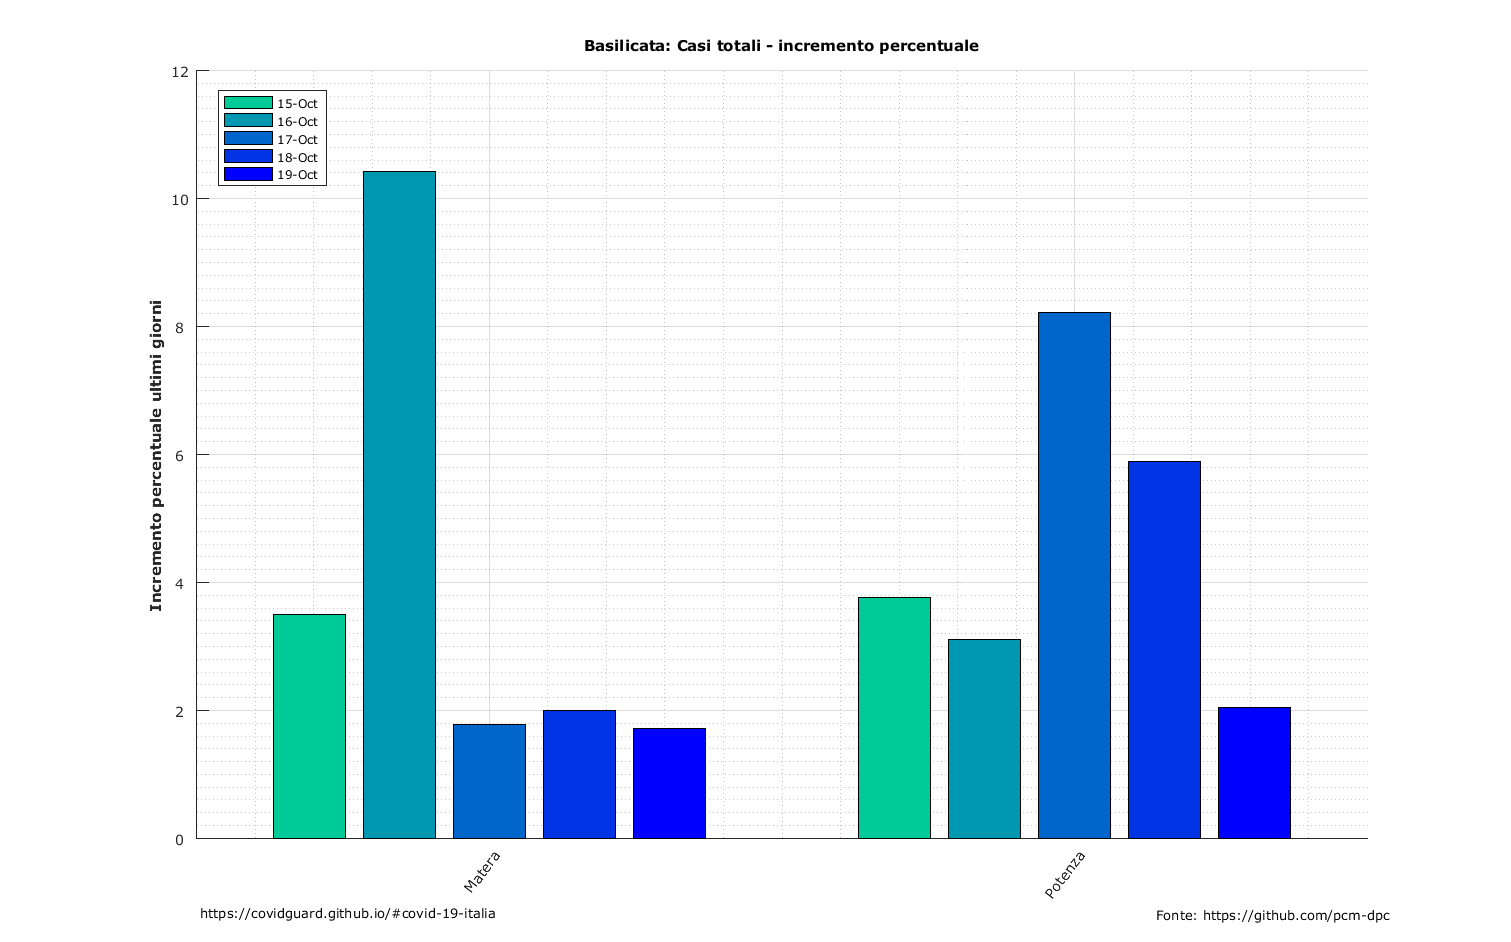 Basilicata: Casi totali - incremento percentuale
12
10
8
6
4
2
0
Incremento percentuale ultimi giorni
15-Oct
16-Oct
17-Oct
18-Oct
19-Oct
Matera
Potenza
https://covidguard.github.io/#covid-19-italia
Fonte: https://github.com/pcm-dpc